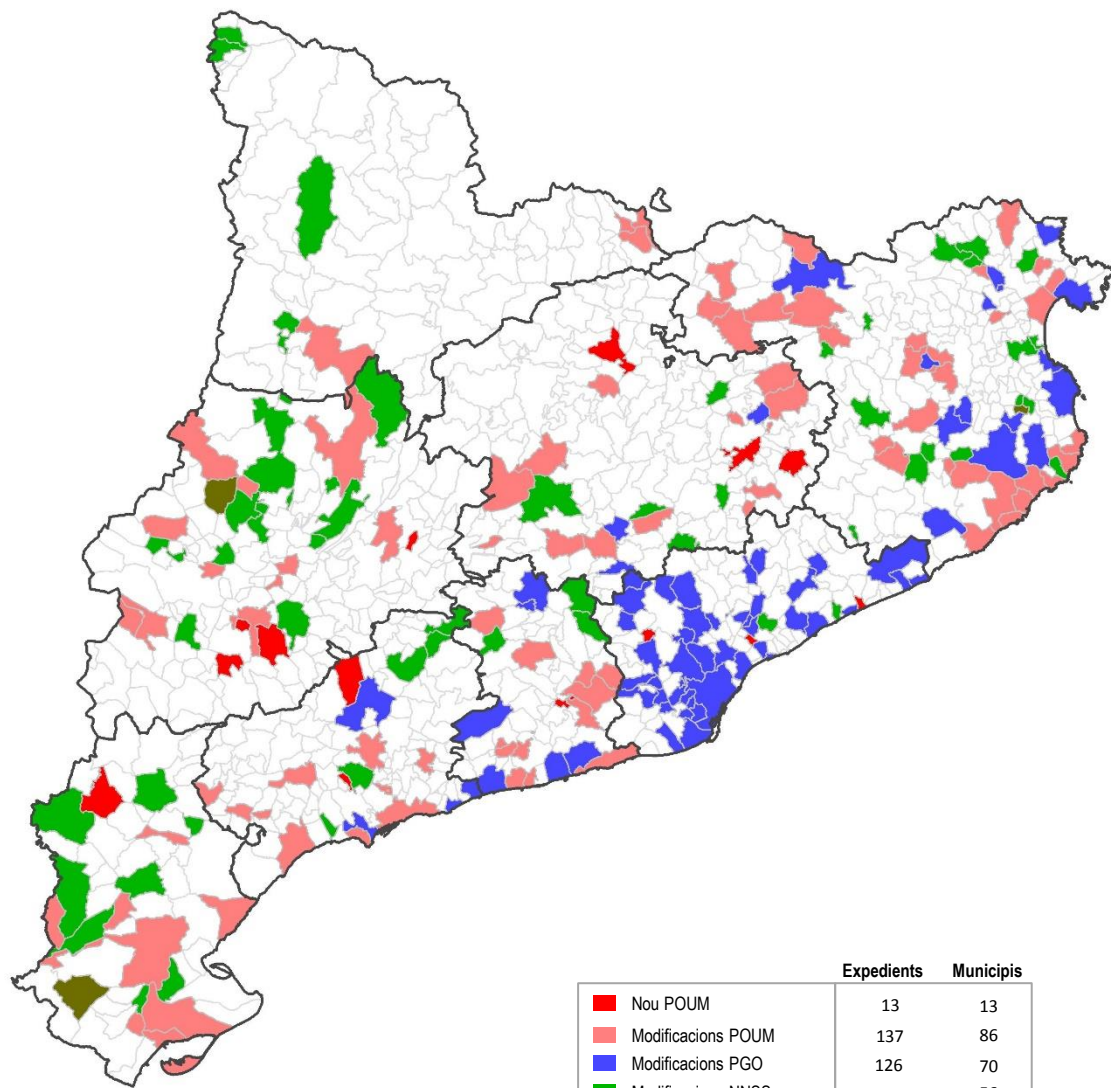 Expedients Municipis
Nou POUM 13 13
Modificacions POUM 137 86
Modificacions PGO 126 70